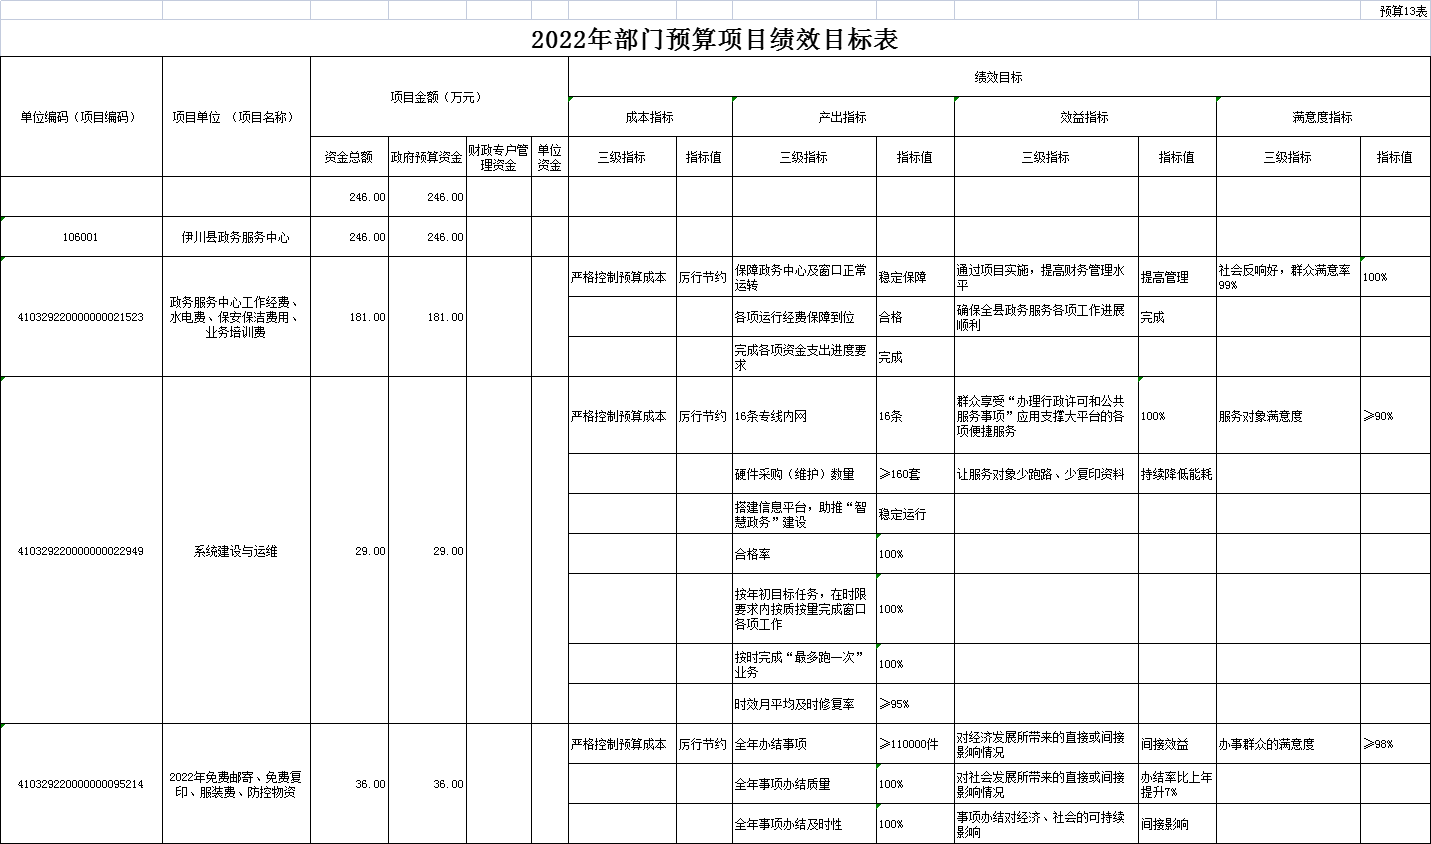 预算13表
2022年部门预算项目绩效目标表
单位编码（项目编码）
项目单位 （项目名称）
项目金额（万元）
绩效目标
成本指标
产出指标
效益指标
满意度指标
资金总额
政府预算资金
财政专户管
理资金
单位
资金
三级指标
指标值
三级指标
指标值
三级指标
指标值
三级指标
指标值
246.00
246.00
106001
伊川县政务服务中心
246.00
246.00
410329220000000021523
政务服务中心工作经费、
水电费、保安保洁费用、
业务培训费
181.00
181.00
严格控制预算成本
厉行节约
保障政务中心及窗口正常
运转
稳定保障
通过项目实施，提高财务管理水
平
提高管理
社会反响好，群众满意率
99%
100%
各项运行经费保障到位
合格
确保全县政务服务各项工作进展
顺利
完成
完成各项资金支出进度要
求
完成
410329220000000022949
系统建设与运维
29.00
29.00
严格控制预算成本
厉行节约
16条专线内网
16条
群众享受“办理行政许可和公共
服务事项”应用支撑大平台的各
项便捷服务
100%
服务对象满意度
≥90%
硬件采购（维护）数量
≥160套
让服务对象少跑路、少复印资料
持续降低能耗
搭建信息平台，助推“智
慧政务”建设
稳定运行
合格率
100%
按年初目标任务，在时限
要求内按质按量完成窗口
各项工作
100%
按时完成“最多跑一次”
业务
100%
时效月平均及时修复率
≥95%
410329220000000095214
2022年免费邮寄、免费复
印、服装费、防控物资
36.00
36.00
严格控制预算成本
厉行节约
全年办结事项
≥110000件
对经济发展所带来的直接或间接
影响情况
间接效益
办事群众的满意度
≥98%
全年事项办结质量
100%
对社会发展所带来的直接或间接
影响情况
办结率比上年
提升7%
全年事项办结及时性
100%
事项办结对经济、社会的可持续
影响
间接影响